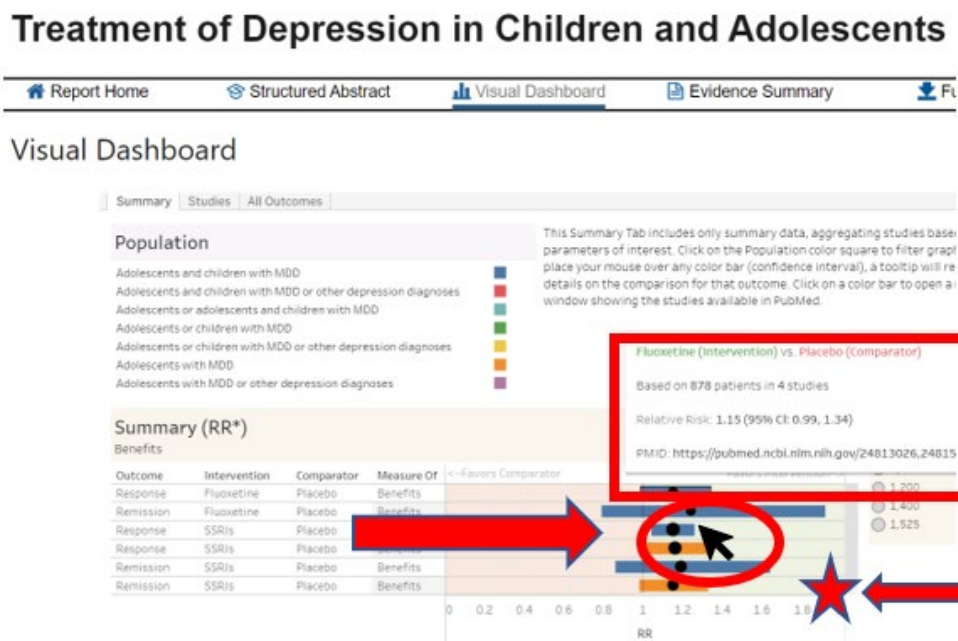 Treatment of Depression in Children and Adolescents
Report Home Structured Abstract Visual Dashboard Evidence Summary
Visual Dashboard
Summary Studies All Outcomes
Population
Adolescents and children with MDD
Adolescents and children with MDD or other depression diagnoses
Adolescents or adolescents and children with MDD
Adolescents or children with MDD
Adolescents or children with MDD or other depression diagnoses
Adolescents with MDD
Adolescents with MDD or other depression diagnoses
This Summary Tab includes only summary data, aggregating studies
parameters of interest. Click on the Population color square to filter
place your mouse over any color bar (confidence interval), a tooltip will
details on the comparison for that outcome. Click on a color bar to open a
window showing the studies available in PubMed.
Fluoxetine (Intervention) vs. Placebo (Comparator)
Based on 878 patients in 4 studies
Relative Risk: 1.15 (95% CI: 0.99, 1.34)
PMID: https://pubmed.ncbi.nlm.nih.gov/24813026,24815
Summary (RR*)
Benefits
Outcome Intervention Comparator Measure Of <--Favors Comparator
Response Fluoxetine Placebo Benefits
Remission Fluoxetine Placebo Benefits
Response SSRIs Placebo
Response SSRIs Placebo
Remission SSRIs Placebo Benefits
Remission SSRIs Placebo Benefits
1,200
1,400
1,525
0 0.2 0.4 0.6 0.8 1 1.2 1.4 1.6
RR